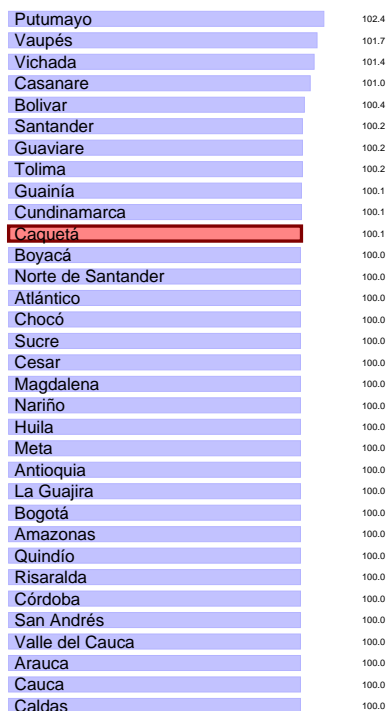 Putumayo 102.4
Vaupés 101.7
Vichada 101.4
Casanare 101.0
Bolivar 100.4
Santander 100.2
Guaviare 100.2
Tolima 100.2
Guainía 100.1
Cundinamarca 100.1
Caquetá 100.1
Boyacá 100.0
Norte de Santander 100.0
Atlántico 100.0
Chocó 100.0
Sucre 100.0
Cesar 100.0
Magdalena 100.0
Nariño 100.0
Huila 100.0
Meta 100.0
Antioquia 100.0
La Guajira 100.0
Bogotá 100.0
Amazonas 100.0
Quindío 100.0
Risaralda 100.0
Córdoba 100.0
San Andrés 100.0
Valle del Cauca 100.0
Arauca 100.0
Cauca 100.0
Caldas 100.0